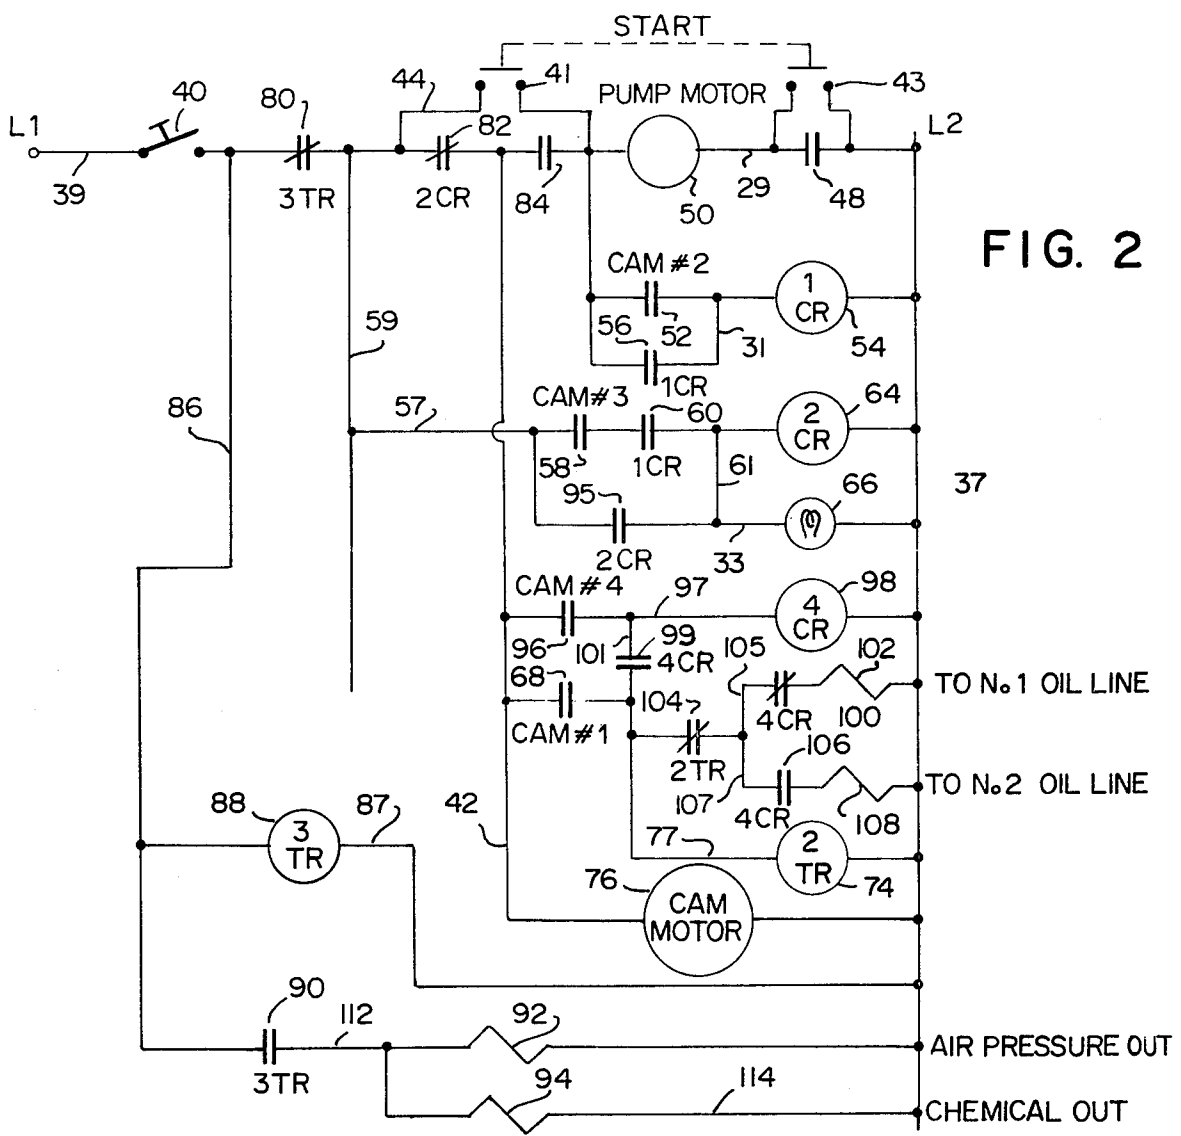 START
L1
40
80
44
41
PUMP MOTOR
43
82
L2
39
3TR
2CR
84
50
29
48
FIG. 2
CAM #2
1
CR
59
56
52
31
54
1CR
CAM#3
60
64
86
57
2
CR
58
1CR
61
95
66
37
2CR
33
CAM #4
97
98
4
CR
96
101
99
4CR
105
102
68
TO No.1 OIL LINE
104
4CR
100
CAM#1
106
2TR
TO No.2 OIL LINE
107
4CR
108
88
87
42
3
TR
77
2
TR
76
74
CAM
MOTOR
90
112
92
AIR PRESSURE OUT
3TR
94
114
CHEMICAL OUT